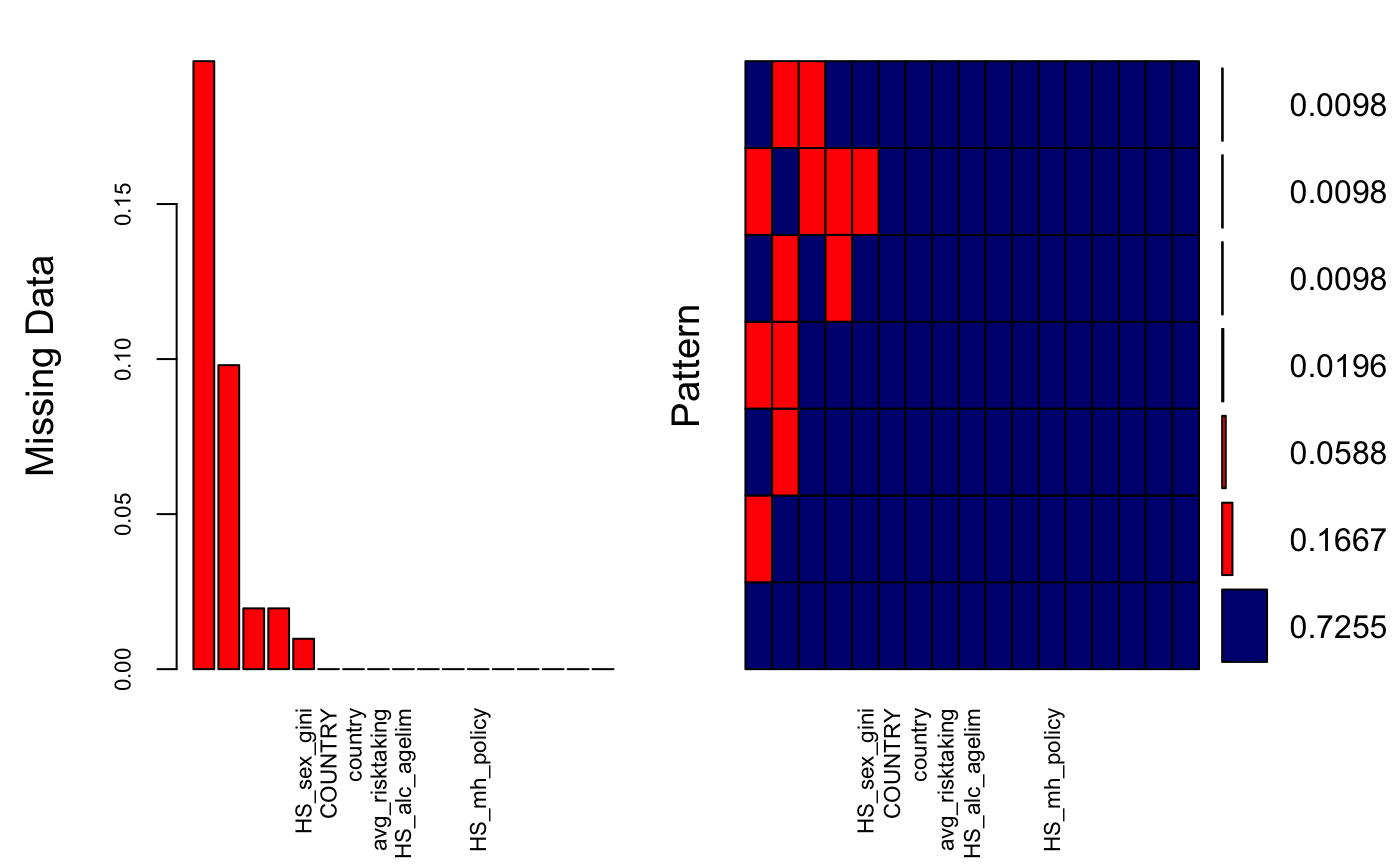 Missing Data
0.15
0.10
0.05
0.00
HS_sex_gini
COUNTRY
country
avg_risktaking
HS_alc_agelim
HS_mh_policy
Pattern
HS_sex_gini
COUNTRY
country
avg_risktaking
HS_alc_agelim
HS_mh_policy
0.0098
0.0098
0.0098
0.0196
0.0588
0.1667
0.7255